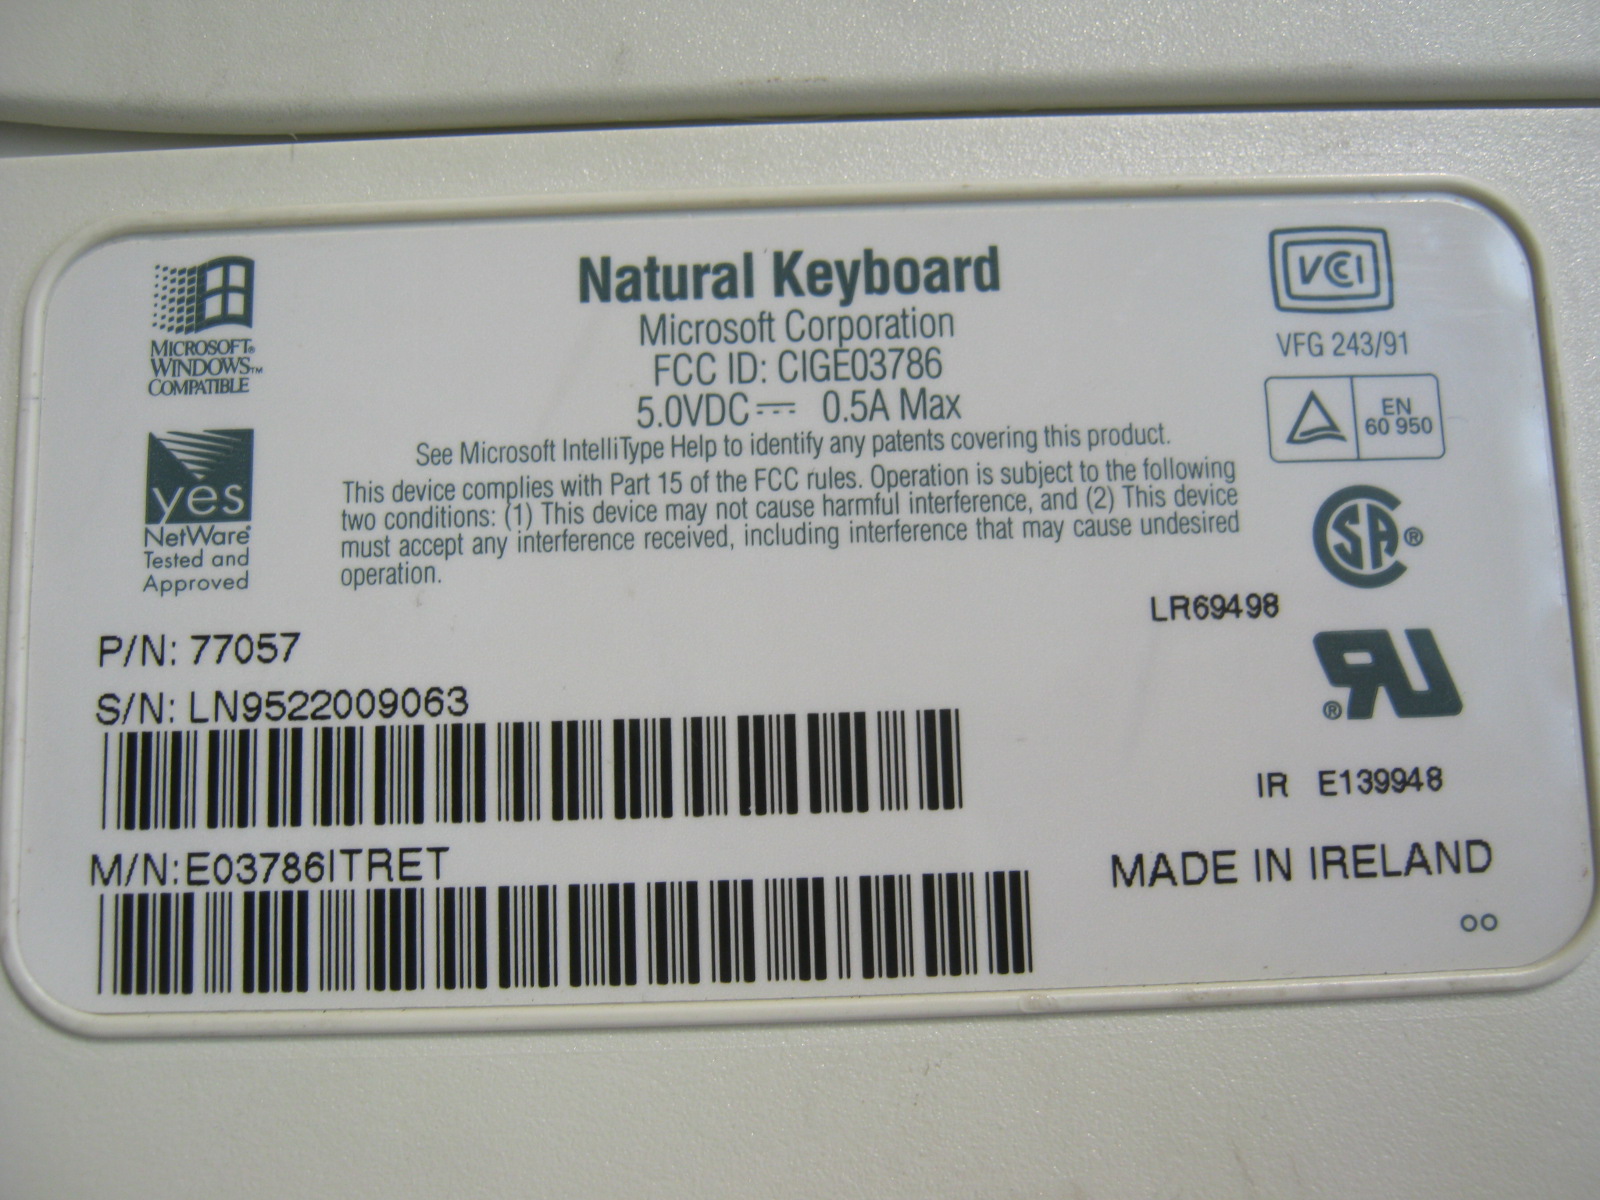 MICROSOFT®
WINDOWS™
COMPATIBLE
yes
NetWare®
Tested and
Approved
Natural Keyboard
Microsoft Corporation
FCC ID: CIGE03786
5.0VDC ⎓ 0.5A Max
See Microsoft IntelliType Help to identify any patents covering this product.
This device complies with Part 15 of the FCC rules. Operation is subject to the following
two conditions: (1) This device may not cause harmful interference, and (2) This device
must accept any interference received, including interference that may cause undesired
operation.
VCCI
VFG 243/91
EN
60 950
SA®
LR69498
RU®
IR E139948
MADE IN IRELAND
oo
P/N: 77057
S/N: LN9522009063
M/N:E03786ITRET